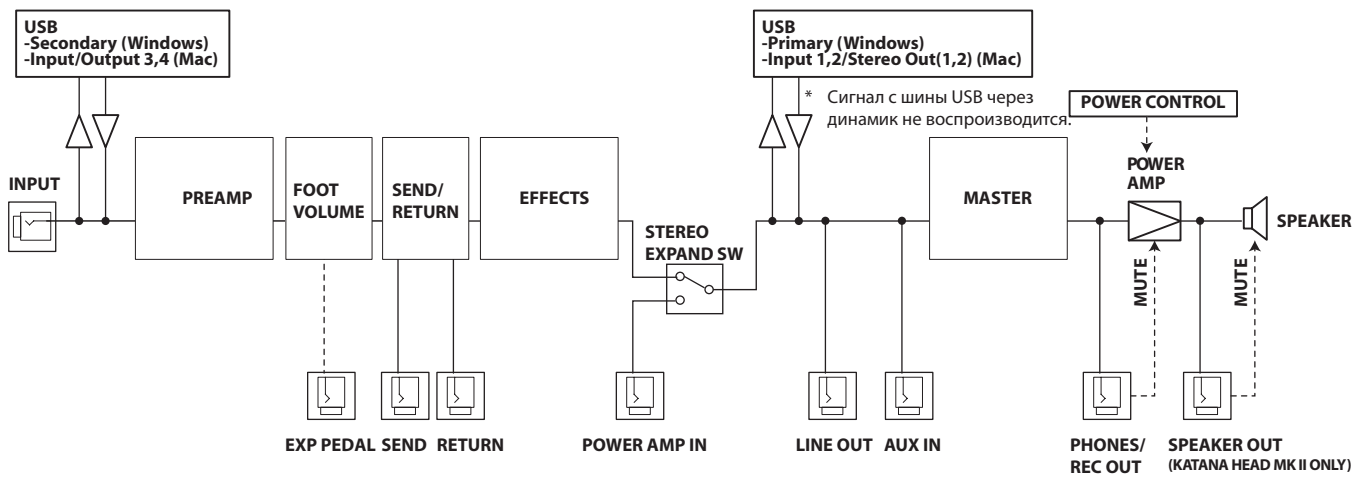 USB
-Secondary (Windows)
-Input/Output 3,4 (Mac)
USB
-Primary (Windows)
-Input 1,2/Stereo Out(1,2) (Mac)
* Сигнал с шины USB через
динамик не воспроизводится.
POWER CONTROL
INPUT
PREAMP
FOOT
VOLUME
SEND/
RETURN
EFFECTS
STEREO
EXPAND SW
MASTER
POWER
AMP
SPEAKER
MUTE
MUTE
EXP PEDAL
SEND
RETURN
POWER AMP IN
LINE OUT
AUX IN
PHONES/
REC OUT
SPEAKER OUT
(KATANA HEAD MK II ONLY)